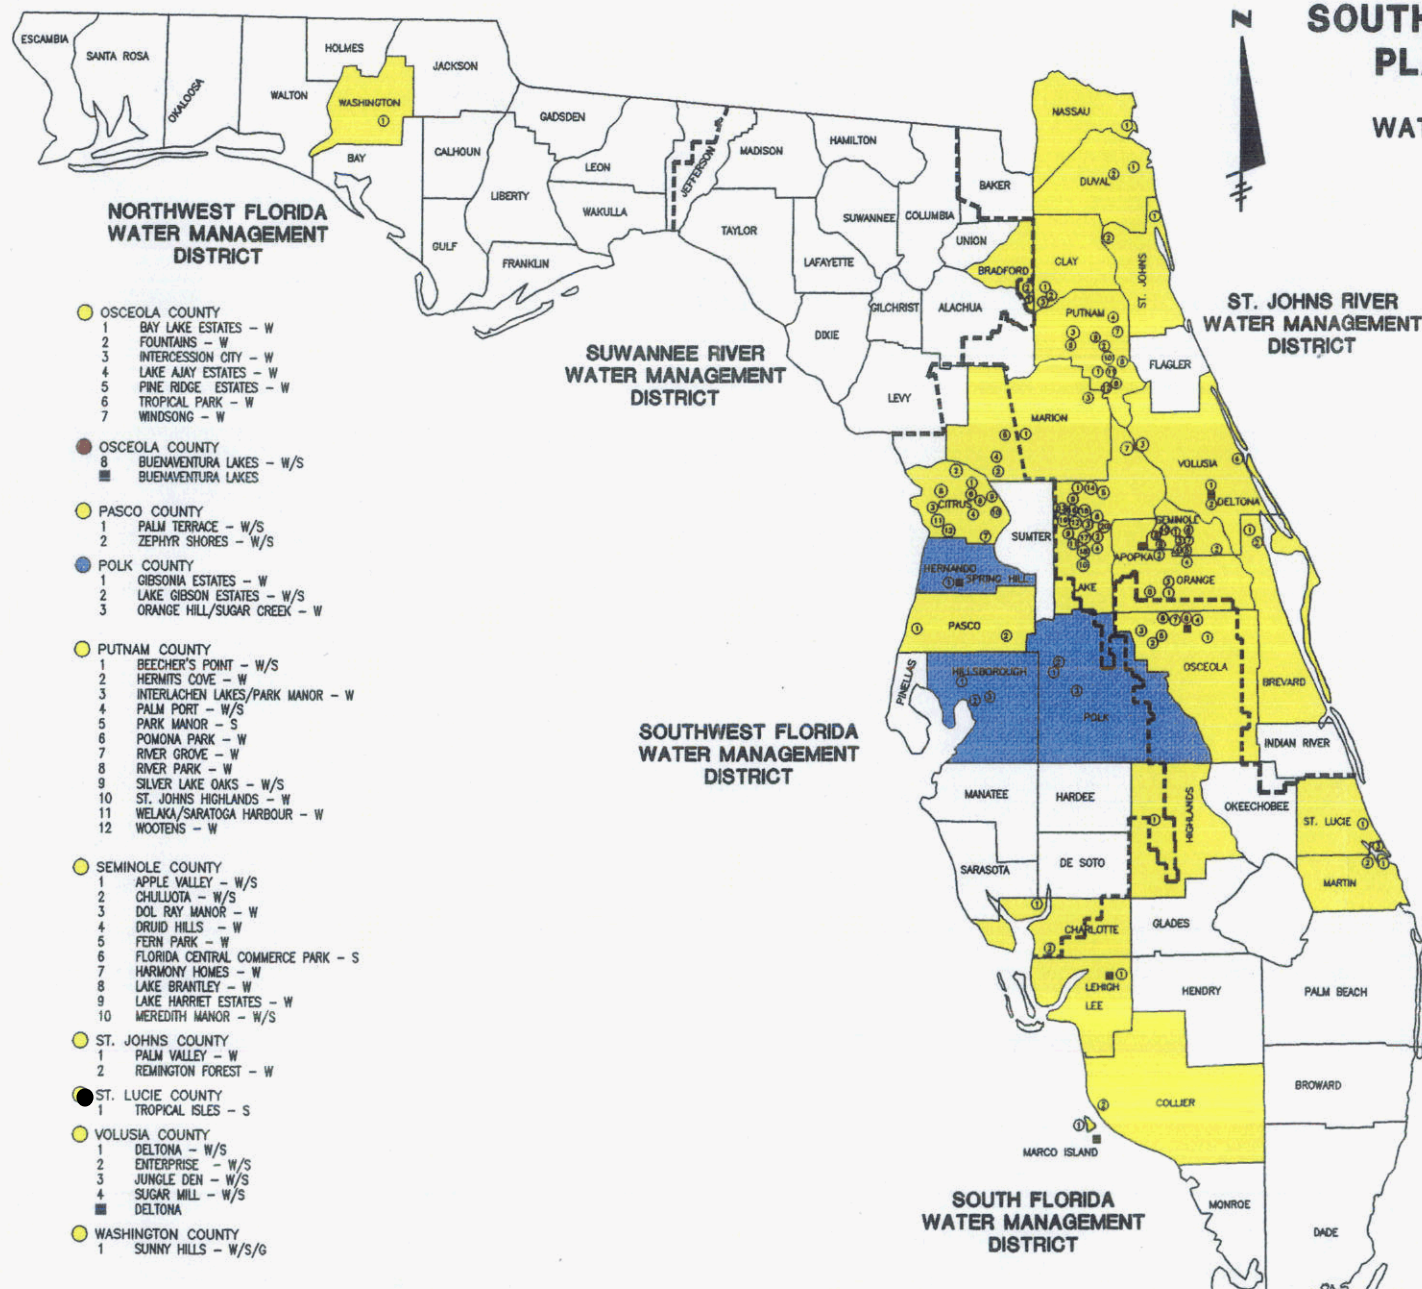 SOUTH
PL
WAT
N
ESCAMBIA
SANTA ROSA
OKALOOSA
WALTON
HOLMES
WASHINGTON
1
JACKSON
BAY
CALHOUN
GULF
GADSDEN
LIBERTY
LEON
WAKULLA
FRANKLIN
JEFFERSON
MADISON
TAYLOR
HAMILTON
SUWANNEE
LAFAYETTE
DIXIE
COLUMBIA
GILCHRIST
BAKER
UNION
BRADFORD
ALACHUA
LEVY
NASSAU
DUVAL
CLAY
ST. JOHNS
PUTNAM
FLAGLER
MARION
VOLUSIA
DELTONA
CITRUS
SUMTER
LAKE
SEMINOLE
APOPKA
ORANGE
HERNANDO
SPRING HILL
PASCO
PINELLAS
HILLSBOROUGH
POLK
OSCEOLA
BREVARD
INDIAN RIVER
MANATEE
HARDEE
HIGHLANDS
OKEECHOBEE
ST. LUCIE
SARASOTA
DE SOTO
MARTIN
CHARLOTTE
GLADES
LEHIGH
LEE
HENDRY
PALM BEACH
BROWARD
COLLIER
MARCO ISLAND
MONROE
DADE
NORTHWEST FLORIDA
WATER MANAGEMENT
DISTRICT
SUWANNEE RIVER
WATER MANAGEMENT
DISTRICT
ST. JOHNS RIVER
WATER MANAGEMENT
DISTRICT
SOUTHWEST FLORIDA
WATER MANAGEMENT
DISTRICT
SOUTH FLORIDA
WATER MANAGEMENT
DISTRICT
OSCEOLA COUNTY
1 BAY LAKE ESTATES - W
2 FOUNTAINS - W
3 INTERCESSION CITY - W
4 LAKE AJAY ESTATES - W
5 PINE RIDGE ESTATES - W
6 TROPICAL PARK - W
7 WINDSONG - W
OSCEOLA COUNTY
8 BUENAVENTURA LAKES - W/S
BUENAVENTURA LAKES
PASCO COUNTY
1 PALM TERRACE - W/S
2 ZEPHYR SHORES - W/S
POLK COUNTY
1 GIBSONIA ESTATES - W
2 LAKE GIBSON ESTATES - W/S
3 ORANGE HILL/SUGAR CREEK - W
PUTNAM COUNTY
1 BEECHER'S POINT - W/S
2 HERMITS COVE - W
3 INTERLACHEN LAKES/PARK MANOR - W
4 PALM PORT - W/S
5 PARK MANOR - S
6 POMONA PARK - W
7 RIVER GROVE - W
8 RIVER PARK - W
9 SILVER LAKE OAKS - W/S
10 ST. JOHNS HIGHLANDS - W
11 WELAKA/SARATOGA HARBOUR - W
12 WOOTENS - W
SEMINOLE COUNTY
1 APPLE VALLEY - W/S
2 CHULUOTA - W/S
3 DOL RAY MANOR - W
4 DRUID HILLS - W
5 FERN PARK - W
6 FLORIDA CENTRAL COMMERCE PARK - S
7 HARMONY HOMES - W
8 LAKE BRANTLEY - W
9 LAKE HARRIET ESTATES - W
10 MEREDITH MANOR - W/S
ST. JOHNS COUNTY
1 PALM VALLEY - W
2 REMINGTON FOREST - W
ST. LUCIE COUNTY
1 TROPICAL ISLES - S
VOLUSIA COUNTY
1 DELTONA - W/S
2 ENTERPRISE - W/S
3 JUNGLE DEN - W/S
4 SUGAR MILL - W/S
DELTONA
WASHINGTON COUNTY
1 SUNNY HILLS - W/S/G